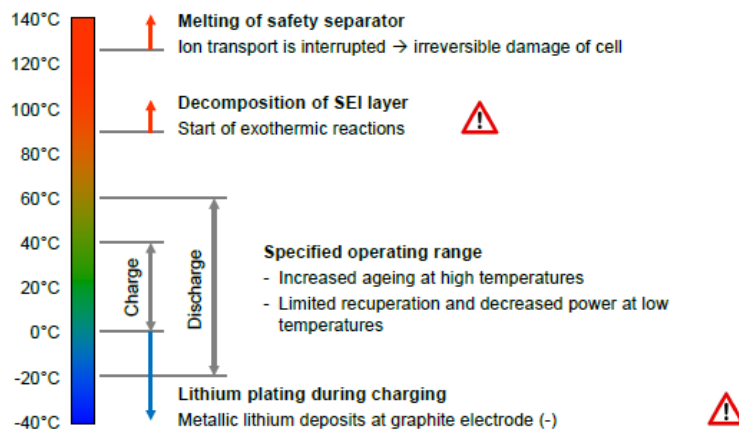 140°C
Melting of safety separator
Ion transport is interrupted → irreversible damage of cell
120°C
100°C
Decomposition of SEI layer
Start of exothermic reactions
80°C
60°C
40°C
Charge
Discharge
Specified operating range
- Increased ageing at high temperatures
- Limited recuperation and decreased power at low
temperatures
20°C
0°C
-20°C
Lithium plating during charging
Metallic lithium deposits at graphite electrode (-)
-40°C